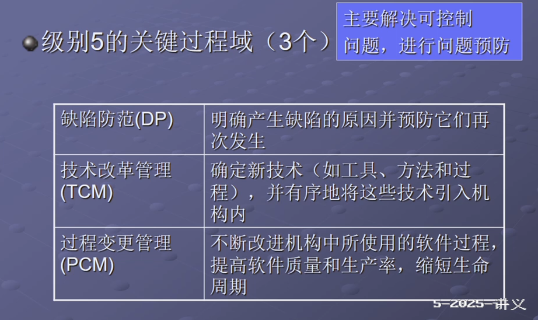 级别5的关键过程域（3个）
主要解决可控制
问题，进行问题预防
缺陷防范(DP)
明确产生缺陷的原因并预防它们再
次发生
技术改革管理
(TCM)
确定新技术（如工具、方法和过
程），并有序地将这些技术引入机
构内
过程变更管理
(PCM)
不断改进机构中所使用的软件过程，
提高软件质量和生产率，缩短生命
周期
5-2025-讲义